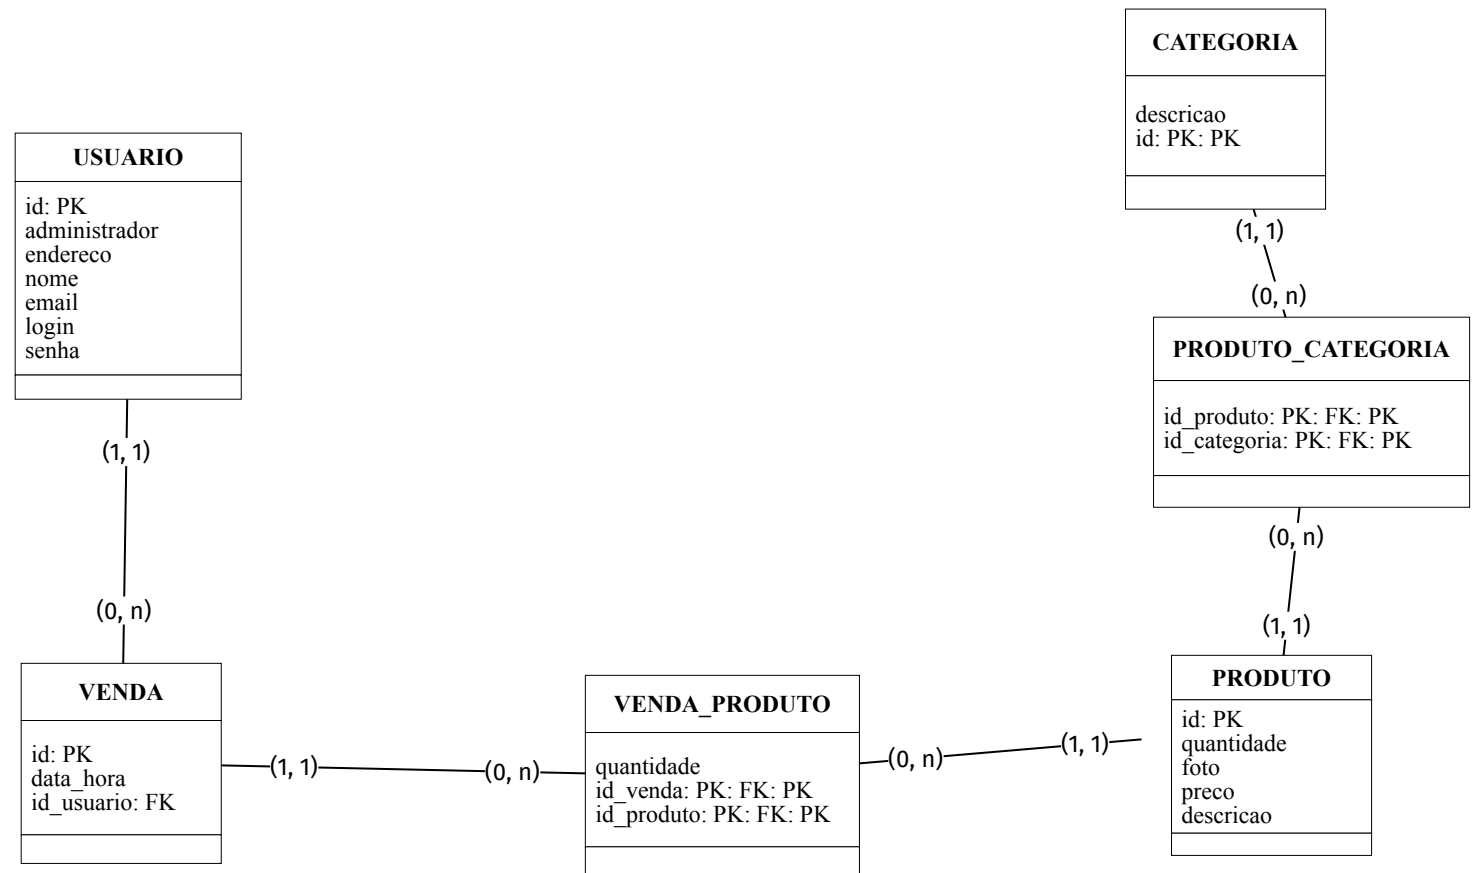 CATEGORIA
descricao
id: PK: PK
(1, 1)
(0, n)
USUARIO
id: PK
administrador
endereco
nome
email
login
senha
(1, 1)
(0, n)
PRODUTO_CATEGORIA
id_produto: PK: FK: PK
id_categoria: PK: FK: PK
(0, n)
(1, 1)
VENDA
id: PK
data_hora
id_usuario: FK
(1, 1)
(0, n)
VENDA_PRODUTO
quantidade
id_venda: PK: FK: PK
id_produto: PK: FK: PK
(0, n)
(1, 1)
PRODUTO
id: PK
quantidade
foto
preco
descricao